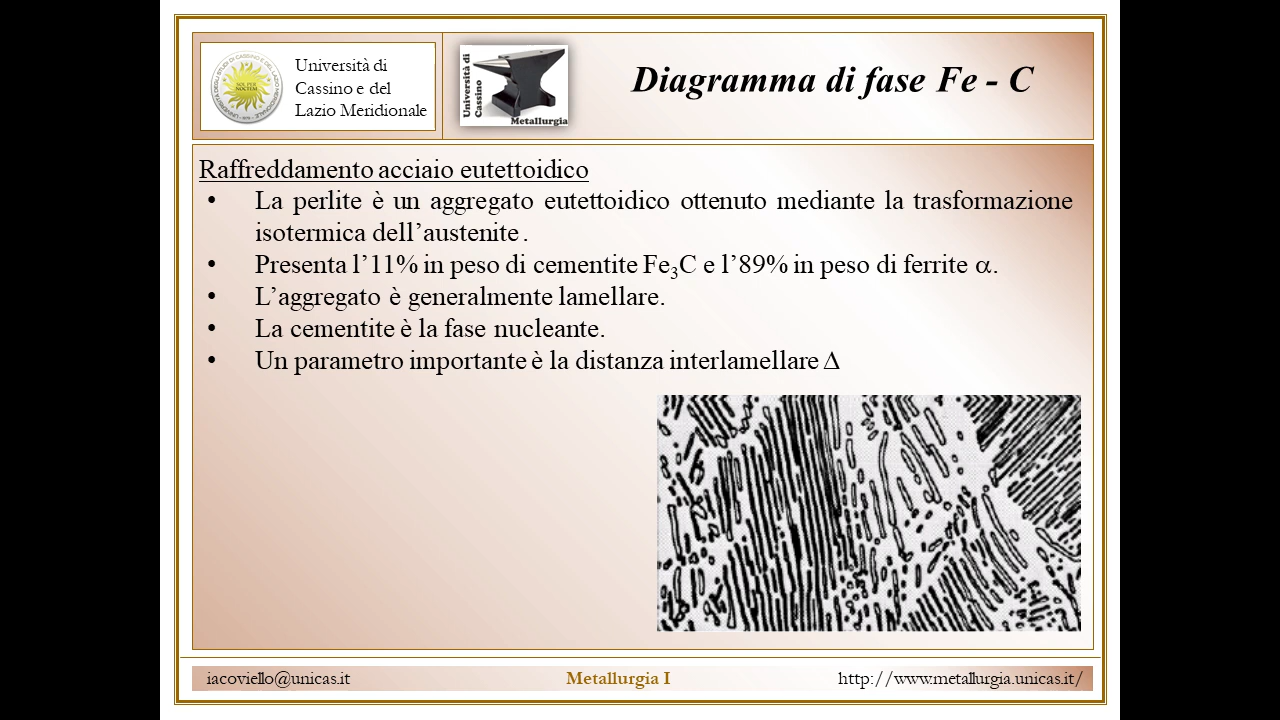 Università di
Cassino e del
Lazio Meridionale
Università di
Cassino
Metallurgia
Diagramma di fase Fe - C
Raffreddamento acciaio eutettoidico
• La perlite è un aggregato eutettoidico ottenuto mediante la trasformazione
isotermica dell’austenite .
• Presenta l’11% in peso di cementite Fe₃C e l’89% in peso di ferrite α.
• L’aggregato è generalmente lamellare.
• La cementite è la fase nucleante.
• Un parametro importante è la distanza interlamellare Δ
iacoviello@unicas.it
Metallurgia I
http://www.metallurgia.unicas.it/